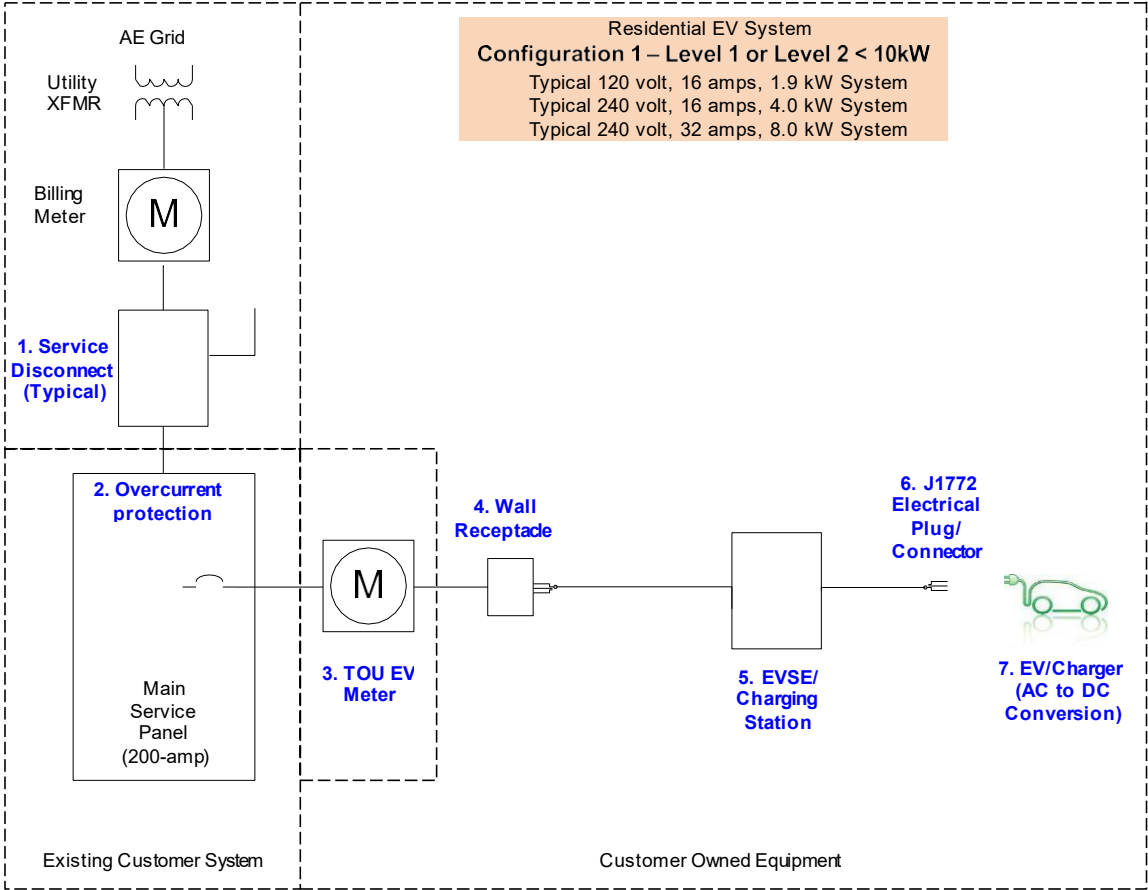 AE Grid
Utility
XFMR
Billing
Meter
M
1. Service
Disconnect
(Typical)
Residential EV System
Configuration 1 – Level 1 or Level 2 < 10kW
Typical 120 volt, 16 amps, 1.9 kW System
Typical 240 volt, 16 amps, 4.0 kW System
Typical 240 volt, 32 amps, 8.0 kW System
2. Overcurrent
protection
Main
Service
Panel
(200-amp)
M
3. TOU EV
Meter
4. Wall
Receptacle
5. EVSE/
Charging
Station
6. J1772
Electrical
Plug/
Connector
7. EV/Charger
(AC to DC
Conversion)
Existing Customer System
Customer Owned Equipment